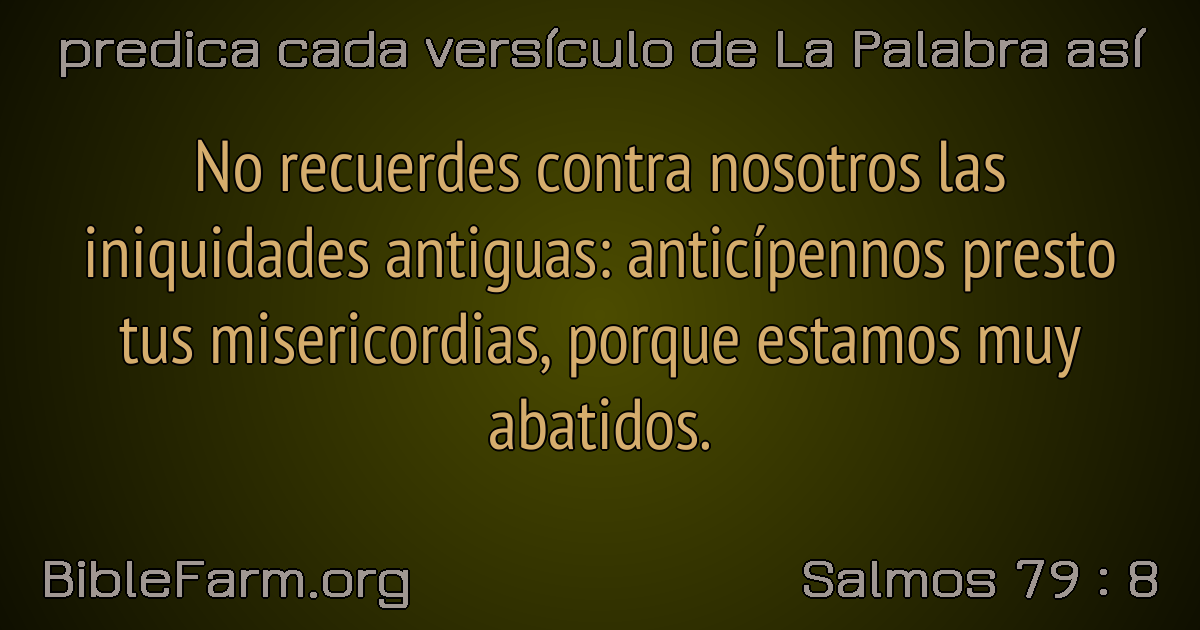 predica cada versículo de La Palabra así
No recuerdes contra nosotros las
iniquidades antiguas: anticípennos presto
tus misericordias, porque estamos muy
abatidos.
BibleFarm.org
Salmos 79 : 8